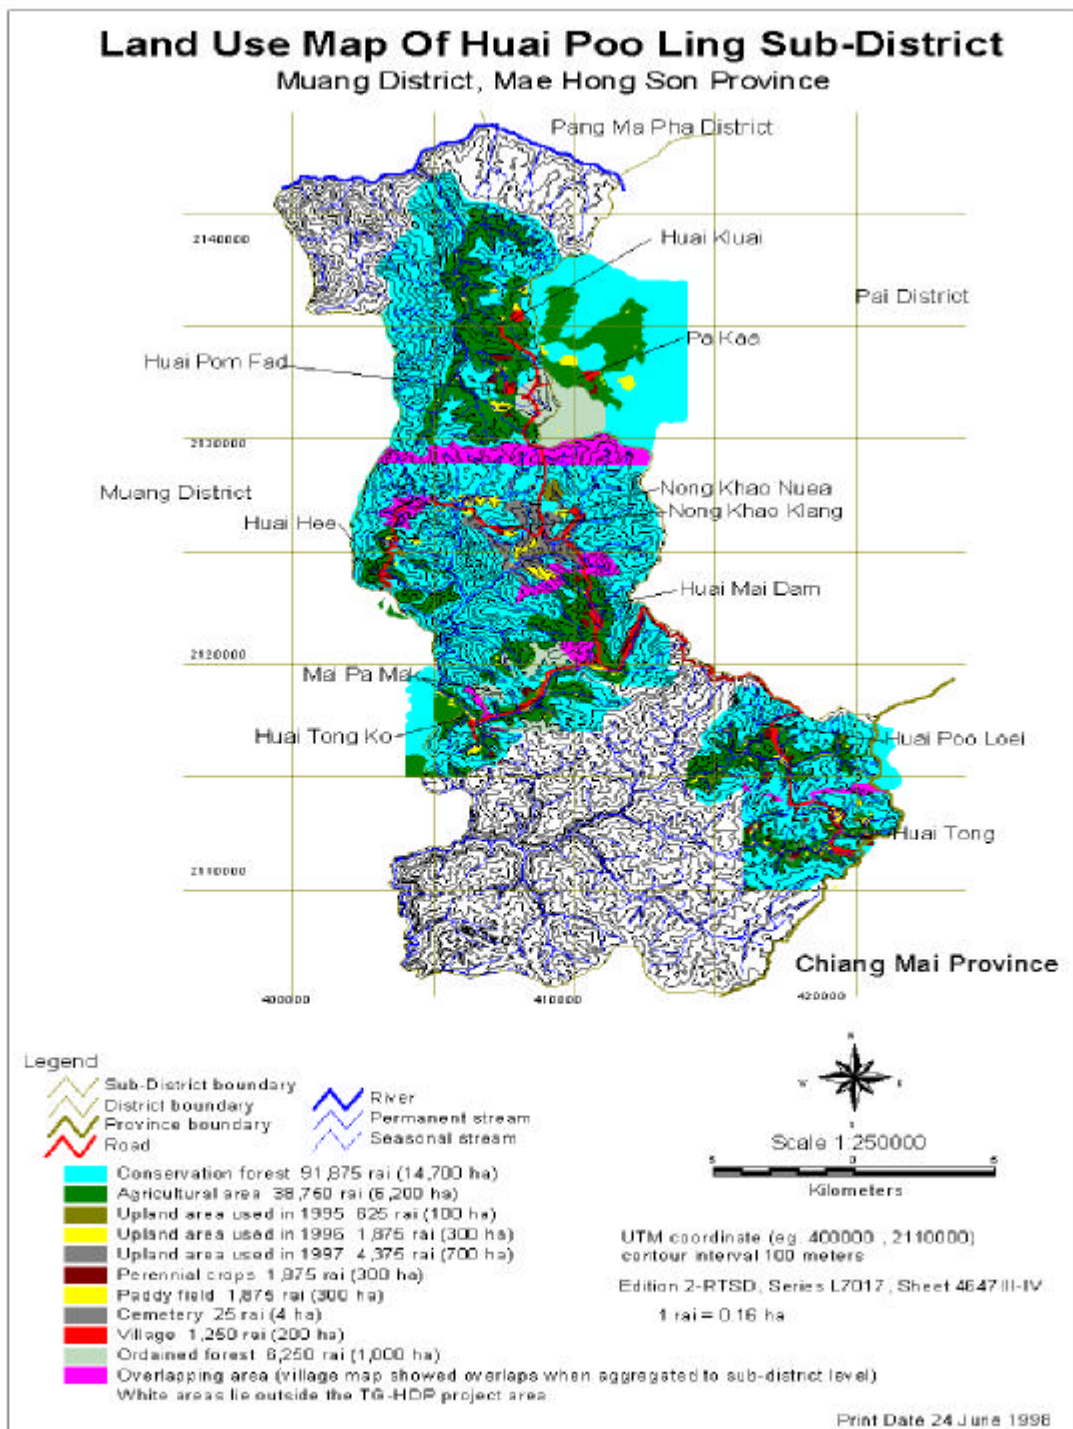 Land Use Map Of Huai Poo Ling Sub-District
Muang District, Mae Hong Son Province
Pang Ma Pha District
2140000
Huai Kluai
Pai District
Pa Kaa
Huai Pom Fad
2130000
Muang District
Nong Khao Nuea
Nong Khao Klang
Huai Hee
Huai Mai Dam
2120000
Mai Pa Mai
Huai Tong Ko
Huai Poo Loei
Huai Tong
2110000
Chiang Mai Province
400000
410000
420000
Legend
Sub-District boundary
District boundary
Province boundary
Road
River
Permanent stream
Seasonal stream
N
W
E
S
Scale 1:250000
5 0 5
Kilometers
Conservation forest 91,875 rai (14,700 ha)
Agricultural area 38,760 rai (6,200 ha)
Upland area used in 1995 625 rai (100 ha)
Upland area used in 1996 1,875 rai (300 ha)
Upland area used in 1997 4,375 rai (700 ha)
Perennial crops 1,875 rai (300 ha)
Paddy field 1,875 rai (300 ha)
Cemetery 25 rai (4 ha)
Village 1,250 rai (200 ha)
Ordained forest 6,250 rai (1,000 ha)
Overlapping area (village map showed overlaps when aggregated to sub-district level)
White areas lie outside the TG-HDP project area
UTM coordinate (eg. 400000 , 2110000)
contour interval 100 meters
Edition 2-RTSD, Series L7017, Sheet 4647 III-IV
1 rai = 0.16 ha
Print Date 24 June 1998